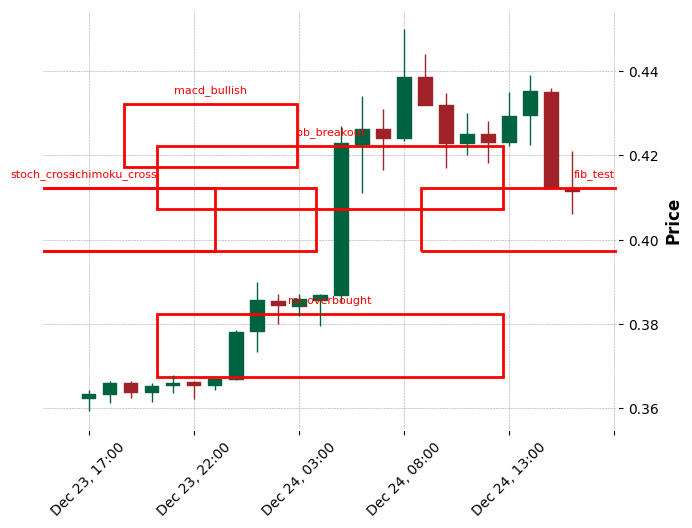 macd_bullish
bb_breakout
stoch_cross
ichimoku_cross
fib_test
rsi_overbought
0.44
0.42
0.40
0.38
0.36
Price
Dec 23, 17:00
Dec 23, 22:00
Dec 24, 03:00
Dec 24, 08:00
Dec 24, 13:00